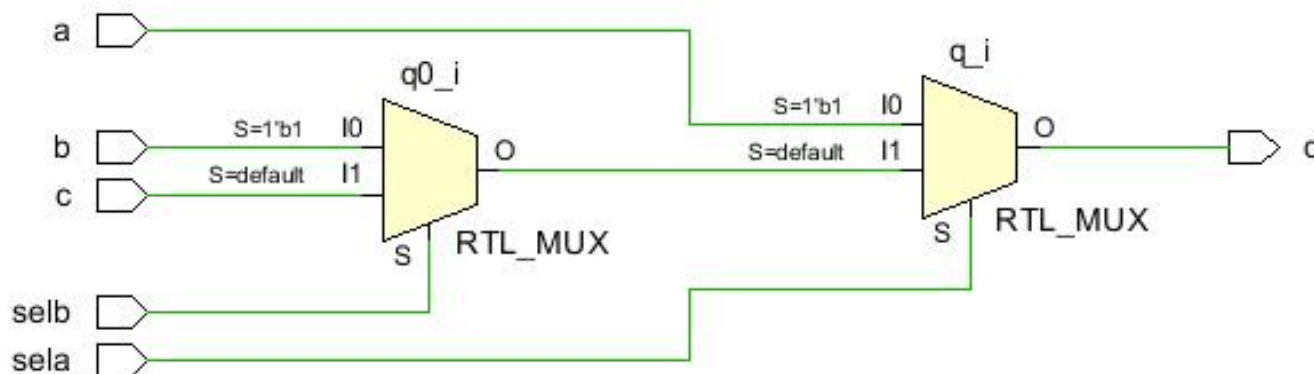 a
q_i
q0_i
S=1'b1 I0
O
S=1'b1 I0
b
O
S=default I1
S=default I1
c
S
RTL_MUX
S
RTL_MUX
selb
sela